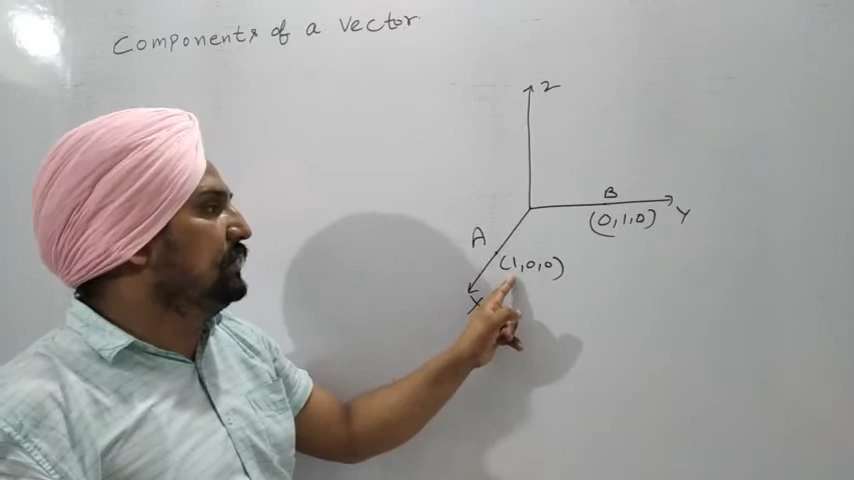 Components of a vector
Z
B
(0,1,0)
Y
A
(1,0,0)
X